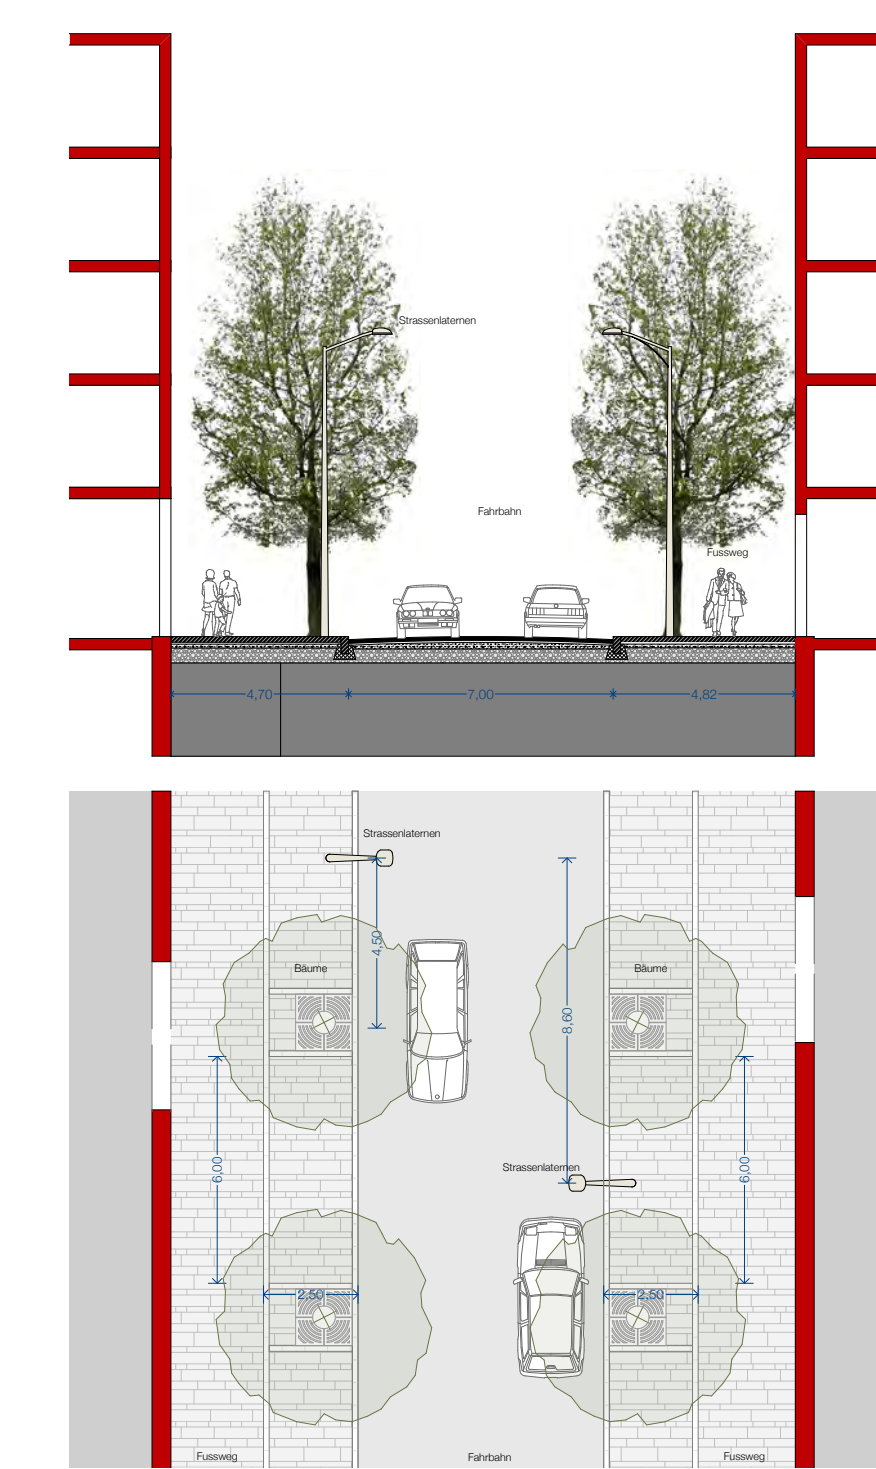 Strassenlaternen
Fahrbahn
Fussweg
4,70
7,00
4,82
Strassenlaternen
4,50
Bäume
Bäume
8,60
6,00
Strassenlaternen
6,00
2,50
2,50
Fussweg
Fahrbahn
Fussweg